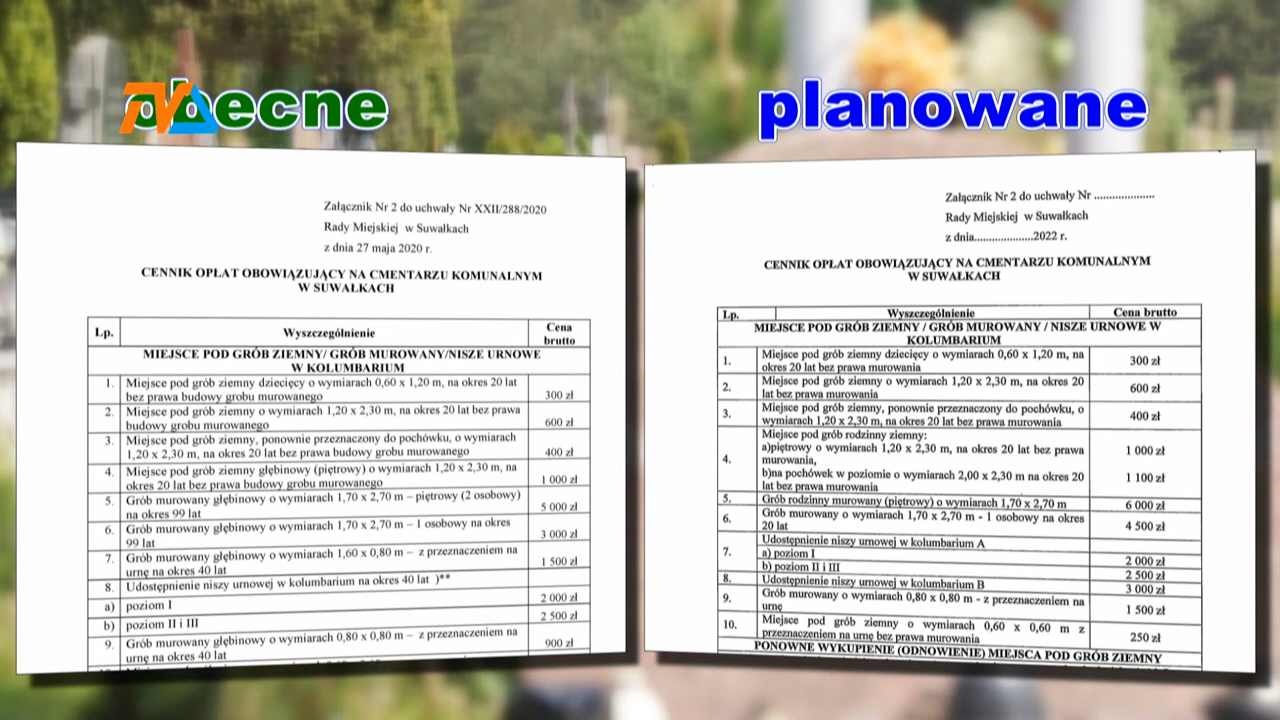 TV
obecne
planowane
Załącznik Nr 2 do uchwały Nr XXII/288/2020
Rady Miejskiej w Suwałkach
z dnia 27 maja 2020 r.
CENNIK OPŁAT OBOWIĄZUJĄCY NA CMENTARZU KOMUNALNYM
W SUWAŁKACH
Lp. Wyszczególnienie Cena
brutto
MIEJSCE POD GRÓB ZIEMNY/ GRÓB MUROWANY/NISZE URNOWE
W KOLUMBARIUM
1. Miejsce pod grób ziemny dziecięcy o wymiarach 0,60 x 1,20 m, na okres 20 lat
bez prawa budowy grobu murowanego 300 zł
2. Miejsce pod grób ziemny o wymiarach 1,20 x 2,30 m, na okres 20 lat bez prawa
budowy grobu murowanego 600 zł
3. Miejsce pod grób ziemny, ponownie przeznaczony do pochówku, o wymiarach
1,20 x 2,30 m, na okres 20 lat bez prawa budowy grobu murowanego 400 zł
4. Miejsce pod grób ziemny głębinowy (piętrowy) o wymiarach 1,20 x 2,30 m, na
okres 20 lat bez prawa budowy grobu murowanego 1 000 zł
5. Grób murowany głębinowy o wymiarach 1,70 x 2,70 m – piętrowy (2 osobowy)
na okres 99 lat 5 000 zł
6. Grób murowany głębinowy o wymiarach 1,70 x 2,70 m – 1 osobowy na okres
99 lat 3 000 zł
7. Grób murowany głębinowy o wymiarach 1,60 x 0,80 m – z przeznaczeniem na
urnę na okres 40 lat 1 500 zł
8. Udostępnienie niszy urnowej w kolumbarium na okres 40 lat )**
a) poziom I 2 000 zł
b) poziom II i III 2 500 zł
9. Grób murowany głębinowy o wymiarach 0,80 x 0,80 m – z przeznaczeniem na
urnę na okres 40 lat 900 zł
Załącznik Nr 2 do uchwały Nr ....................
Rady Miejskiej w Suwałkach
z dnia....................2022 r.
CENNIK OPŁAT OBOWIĄZUJĄCY NA CMENTARZU KOMUNALNYM
W SUWAŁKACH
Lp. Wyszczególnienie Cena brutto
MIEJSCE POD GRÓB ZIEMNY / GRÓB MUROWANY / NISZE URNOWE W
KOLUMBARIUM
1. Miejsce pod grób ziemny dziecięcy o wymiarach 0,60 x 1,20 m, na
okres 20 lat bez prawa murowania 300 zł
2. Miejsce pod grób ziemny o wymiarach 1,20 x 2,30 m, na okres 20
lat bez prawa murowania 600 zł
3. Miejsce pod grób ziemny, ponownie przeznaczony do pochówku, o
wymiarach 1,20 x 2,30 m, na okres 20 lat bez prawa murowania 400 zł
4. Miejsce pod grób rodzinny ziemny:
a)piętrowy o wymiarach 1,20 x 2,30 m, na okres 20 lat bez prawa
murowania, 1 000 zł
b)na pochówek w poziomie o wymiarach 2,00 x 2,30 m na okres 20
lat bez prawa murowania 1 100 zł
5. Grób rodzinny murowany (piętrowy) o wymiarach 1,70 x 2,70 m 6 000 zł
6. Grób murowany o wymiarach 1,70 x 2,70 m - 1 osobowy na okres
20 lat 4 500 zł
7. Udostępnienie niszy urnowej w kolumbarium A
a) poziom I 2 000 zł
b) poziom II i III 2 500 zł
8. Udostępnienie niszy urnowej w kolumbarium B 3 000 zł
9. Grób murowany o wymiarach 0,80 x 0,80 m - z przeznaczeniem na
urnę 1 500 zł
10. Miejsce pod grób ziemny o wymiarach 0,60 x 0,60 m z
przeznaczeniem na urnę bez prawa murowania 250 zł
PONOWNE WYKUPIENIE (ODNOWIENIE) MIEJSCA POD GRÓB ZIEMNY